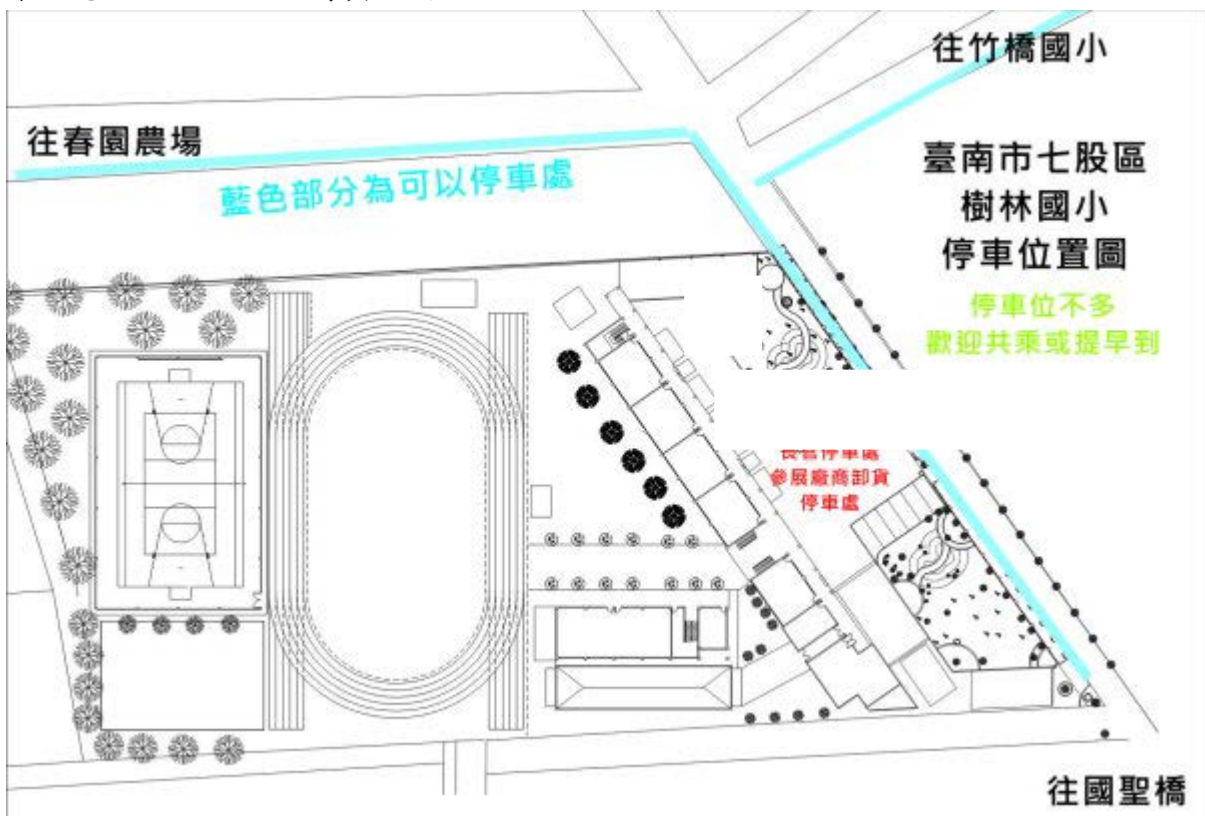 往竹橋國小
往春園農場
藍色部分為可以停車處
臺南市七股區
樹林國小
停車位置圖
停車位不多
歡迎共乘或提早到
停車處
參展廠商卸貨
停車處
往國聖橋